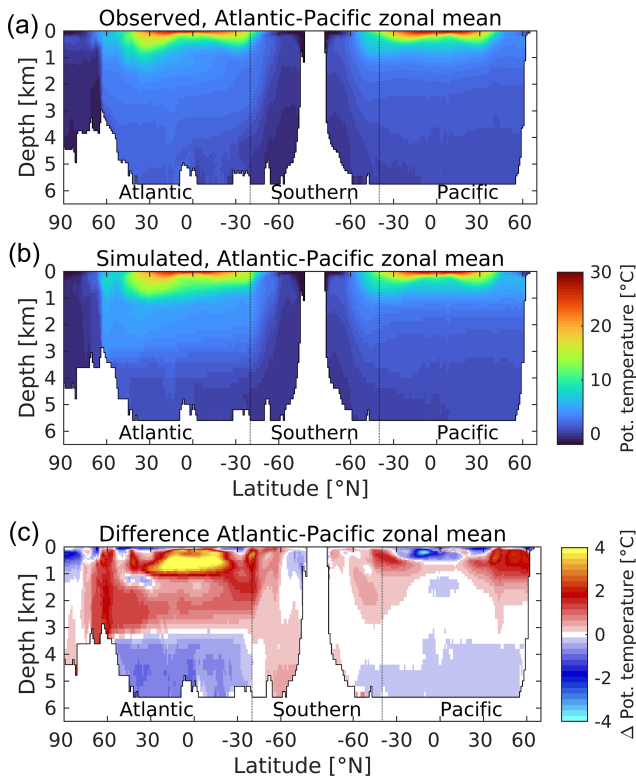 (a)
Observed, Atlantic-Pacific zonal mean
0
1
2
3
4
5
6
Depth [km]
Atlantic Southern Pacific
90 60 30 0 -30 -60 -60 -30 0 30 60
(b)
Simulated, Atlantic-Pacific zonal mean
0
1
2
3
4
5
6
Depth [km]
Atlantic Southern Pacific
90 60 30 0 -30 -60 -60 -30 0 30 60
Latitude [°N]
30
20
10
0
Pot. temperature [°C]
(c)
Difference Atlantic-Pacific zonal mean
0
1
2
3
4
5
6
Depth [km]
Atlantic Southern Pacific
90 60 30 0 -30 -60 -60 -30 0 30 60
Latitude [°N]
4
2
0
-2
-4
Δ Pot. temperature [°C]